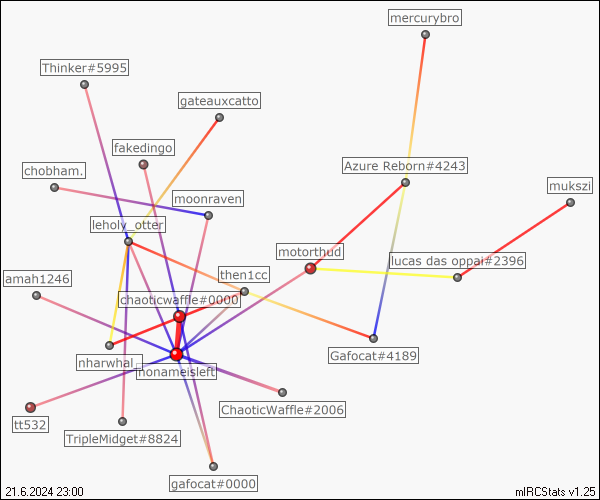 mercurybro
Thinker#5995
gateauxcatto
fakedingo
chobham.
Azure Reborn#4243
mukszi
moonraven
leholy_otter
motorthud
lucas das oppai#2396
then1cc
amah1246
chaoticwaffle#0000
nharwhal_
nonameisleft
Gafocat#4189
ChaoticWaffle#2006
tt532
TripleMidget#8824
gafocat#0000
21.6.2024 23:00
mIRCStats v1.25